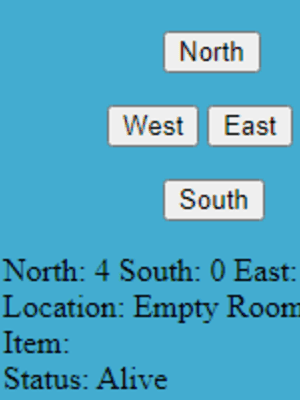 North
West East
South
North: 4 South: 0 East:
Location: Empty Room
Item:
Status: Alive